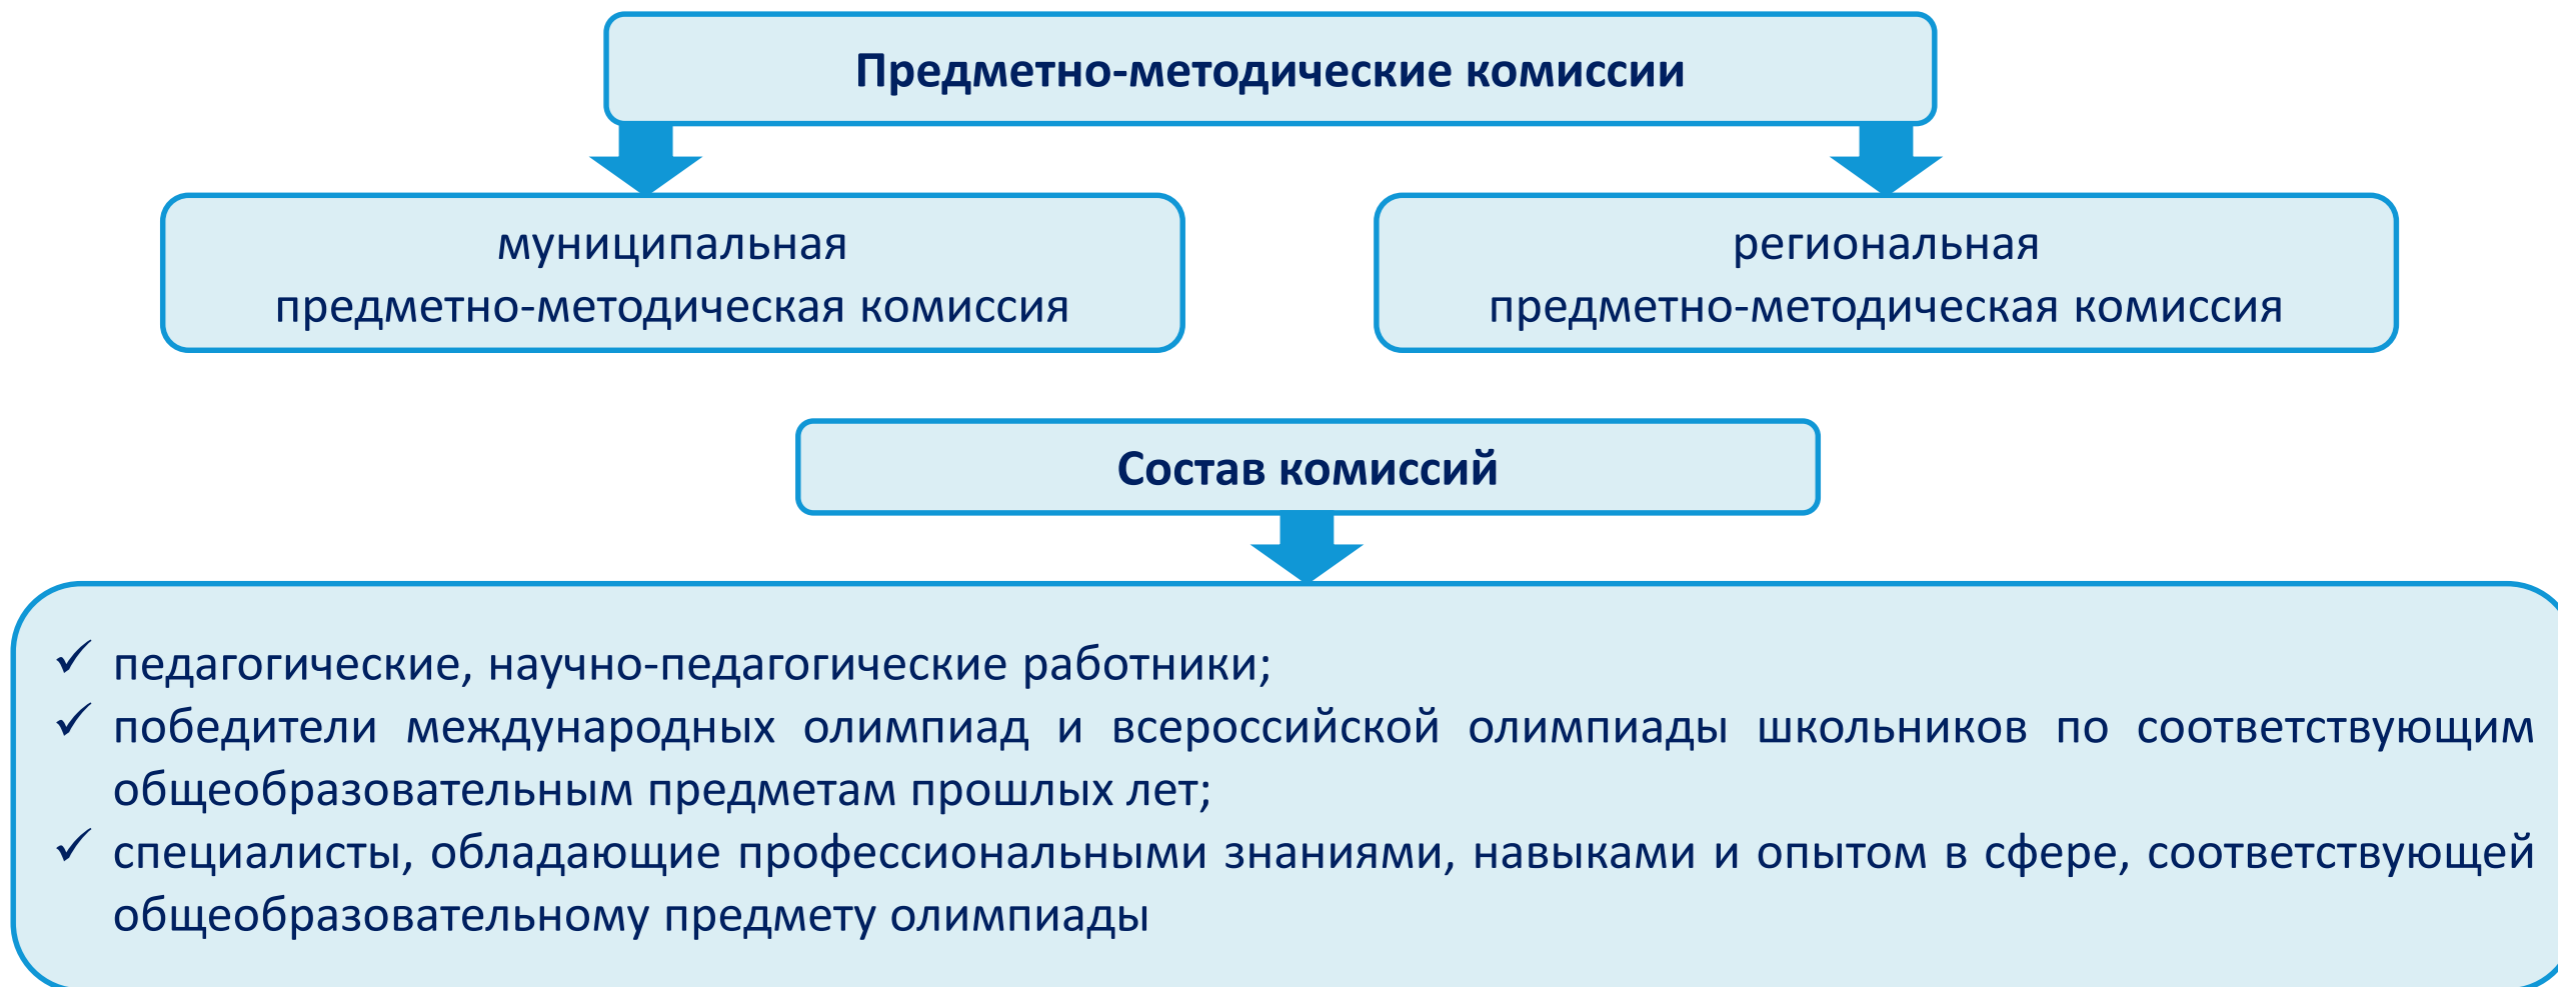 Предметно-методические комиссии
муниципальная
предметно-методическая комиссия
региональная
предметно-методическая комиссия
Состав комиссий
✓ педагогические, научно-педагогические работники;
✓ победители международных олимпиад и всероссийской олимпиады школьников по соответствующим
общеобразовательным предметам прошлых лет;
✓ специалисты, обладающие профессиональными знаниями, навыками и опытом в сфере, соответствующей
общеобразовательному предмету олимпиады